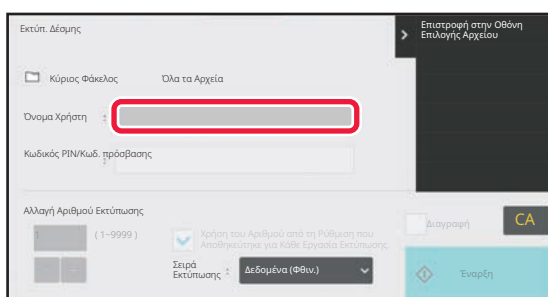 Εκτύπ. Δέσμης
Επιστροφή στην Οθόνη
Επιλογής Αρχείου
Κύριος Φάκελος Όλα τα Αρχεία
Όνομα Χρήστη :
Κωδικός PIN/Κωδ. πρόσβασης :
Αλλαγή Αριθμού Εκτύπωσης
1 (1~9999)
Χρήση του Αριθμού από τη Ρύθμιση που
Αποθηκεύτηκε για Κάθε Εργασία Εκτύπωσης.
Διαγραφή
CA
Σειρά
Εκτύπωσης : Δεδομένα (Φθιν.)
Έναρξη